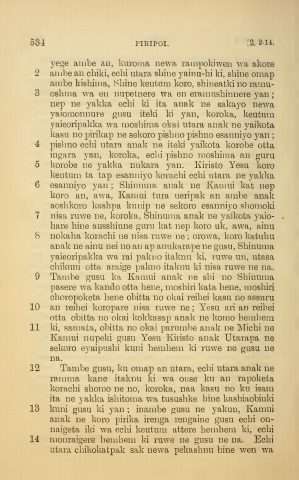 534 PIRIPOI. [2. 2-14.
yege ambe an, kuroma newa rampokiwen wa akore
2 ambe an chiki, echi utara shine yainu-hi ki, shine omap
ambe kishima, Shine keutum koro, shineatki no ramu-
3 oshma wa en nupetnere wa en eramushinnere yan;
nep ne yakka echi ki ita anak ne sakayo newa
yaiomonnure gusu iteki ki yan, koroka, keutum
yaieoripakka wa moshima okai utara anak ne yaikota
kasu no pirikap ne sekoro pishno pishno esanniyo yan;
4 pishno echi utara anak ne iteki yaikota korobe otta
ingara yan, koroka, echi pishno moshima an guru
5 korobe ne yakka nukara yan. Kiristo Yesu koro
keutum ta tap esanniyo korachi echi utara ne yakka
6 esanniyo yan; Shinuma anak ne Kamui kat nep
koro an, awa, Kamui tura uneripak an ambe anak
aoshikoro kashpa kunip ne sekoro esanniyo shomoki
7 nisa ruwe ne, koroka, Shinuma anak ne yaikota yaio-
hare hine ausshiune guru kat nep koro uk, awa, ainu
8 nokaha korachi ne nisa ruwe ne; orowa, koro katuhu
anak ne ainu nei no an ap anukarape ne gusu, Shinuma
yaieoripakka wa rai pakno itaknu ki, ruwe un, utasa
chikuni otta araige pakno itaknu ki nisa ruwe ne na.
9 Tambe gusu ka Kamui anak ne shi no Shinuma
pasere wa kando otta hene, moshiri kata hene, moshiri
choropoketa hene obitta no okai reihei kasu no assuru
10 an reihei koropare nisa ruwe ne; Yesu ari an reihei
otta obitta no okai kokkasap anak ne komo hembem
11 ki, samata, obitta no okai parumbe anak ne Michi ne
Kamui nupeki gusu Yesu Kiristo anak Utarapa ne
sekoro eyaipushi kuni hembem ki ruwe ne gusu ne
na.
12 Tambe gusu, ku omap an utara, echi utara anak ne
ramma kane itaknu ki wa ouse ku an rapoketa
korachi shomo ne no, koroka, naa kasu no ku isam
ita ne yakka ishitoma wa tusushke hine kashiaobiuki
13 kuni gusu ki yan; inambe gusu ne yakun, Kamui
anak ne koro pirika irenga rengaine gusu echi on-
naigeta iki wa echi keutum attere hembem ki, echi
14 monraigere hembem ki ruwe ne gusu ne na. Echi
utara chikokatpak sak newa pekashnu hine wen wa